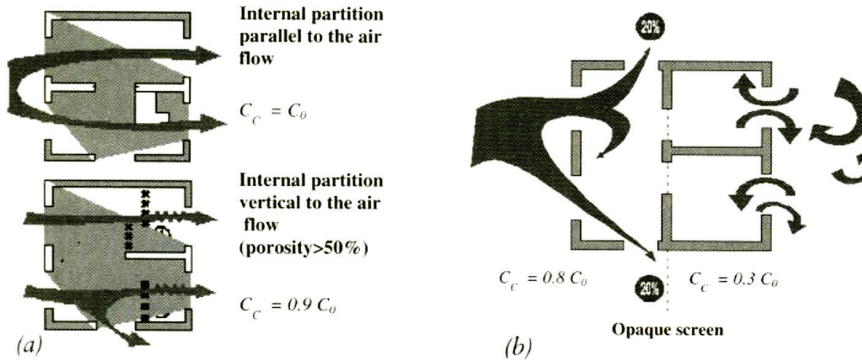 Internal partition
parallel to the air
flow
C_C = C_0
Internal partition
vertical to the air
flow
(porosity>50%)
C_C = 0.9 C_0
(a)
20%
C_C = 0.8 C_0
20%
C_C = 0.3 C_0
Opaque screen
(b)